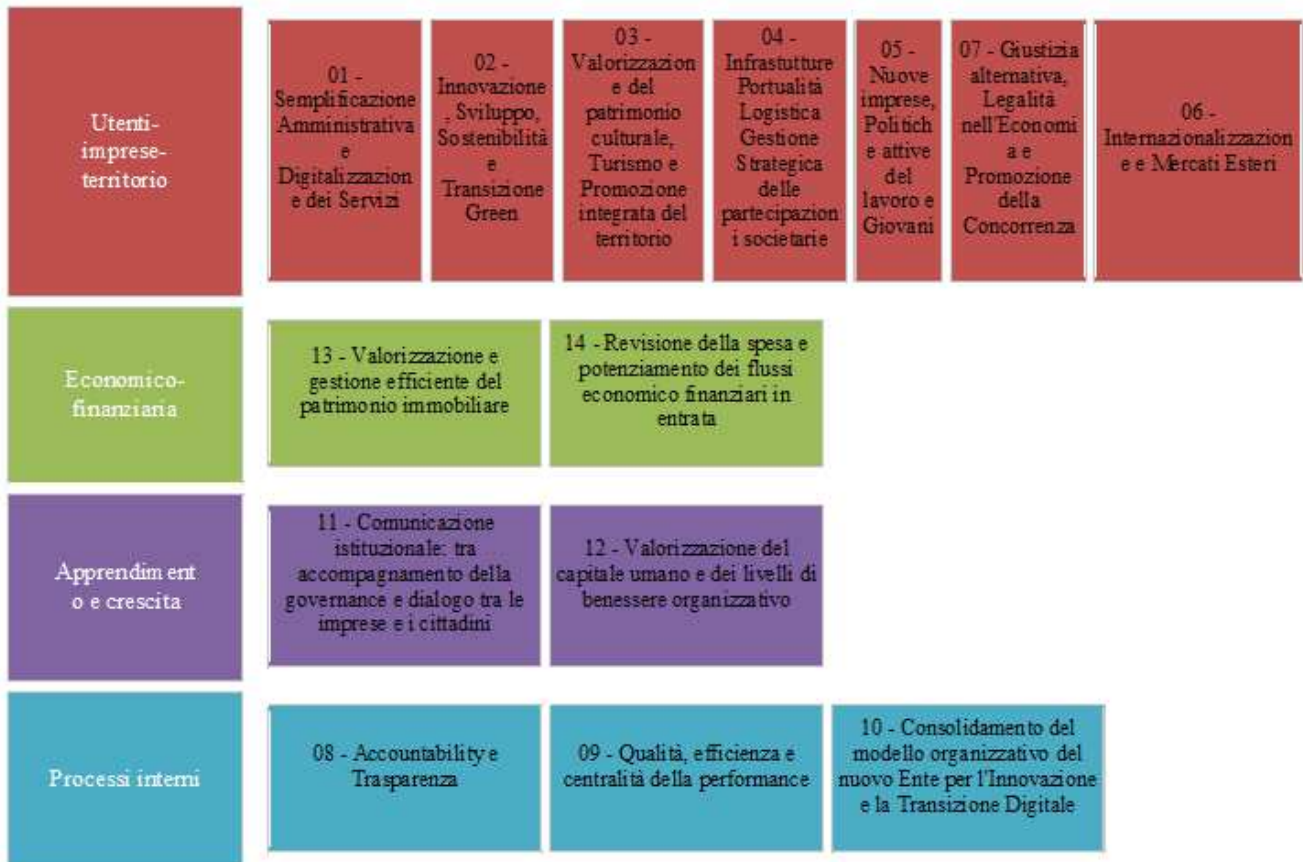 Utenti-
imprese-
territorio
01 -
Semplificazione
Amministrativa
e
Digitalizzazion
e dei Servizi
02 -
Innovazione
, Sviluppo,
Sostenibilità
e
Transizione
Green
03 -
Valorizzazion
e del
patrimonio
culturale,
Turismo e
Promozione
integrata del
territorio
04 -
Infrastutture
Portualità
Logistica
Gestione
Strategica
delle
partecipazion
i societarie
05 -
Nuove
imprese,
Politich
e attive
del
lavoro e
Giovani
07 - Giustizia
alternativa,
Legalità
nell'Economi
a e
Promozione
della
Concorrenza
06 -
Internazionalizzazion
e e Mercati Esteri
Economico-
finanziaria
13 - Valorizzazione e
gestione efficiente del
patrimonio immobiliare
14 - Revisione della spesa e
potenziamento dei flussi
economico finanziari in
entrata
Apprendiment
o e crescita
11 - Comunicazione
istituzionale: tra
accompagnamento della
governance e dialogo tra le
imprese e i cittadini
12 - Valorizzazione del
capitale umano e dei livelli di
benessere organizzativo
Processi interni
08 - Accountability e
Trasparenza
09 - Qualità, efficienza e
centralità della performance
10 - Consolidamento del
modello organizzativo del
nuovo Ente per l'Innovazione
e la Transizione Digitale